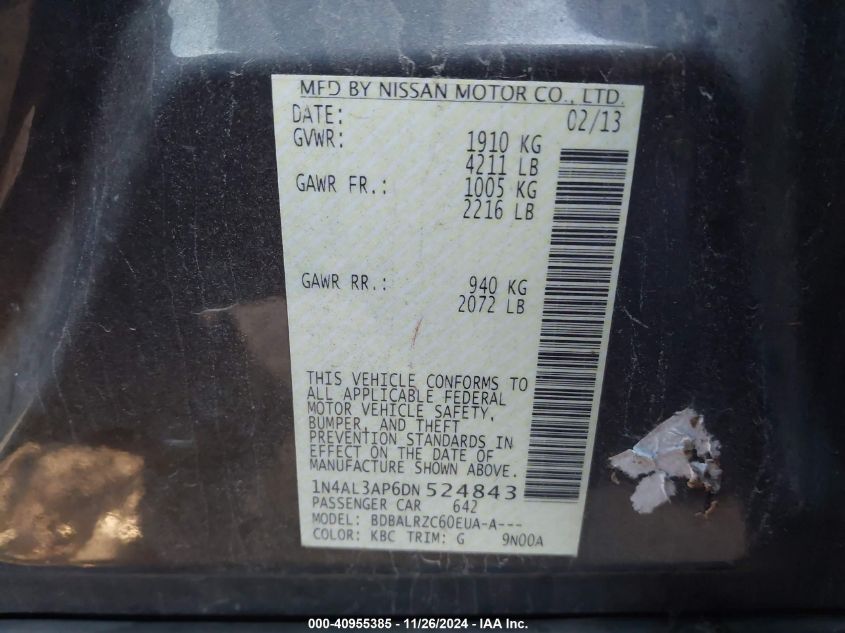 MFD BY NISSAN MOTOR CO., LTD.
DATE: 02/13
GVWR: 1910 KG
4211 LB
GAWR FR.: 1005 KG
2216 LB
GAWR RR.: 940 KG
2072 LB
THIS VEHICLE CONFORMS TO
ALL APPLICABLE FEDERAL
MOTOR VEHICLE SAFETY,
BUMPER, AND THEFT
PREVENTION STANDARDS IN
EFFECT ON THE DATE OF
MANUFACTURE SHOWN ABOVE.
1N4AL3AP6DN 524843
PASSENGER CAR 642
MODEL: BDBALRZC60EUA-A---
COLOR: KBC TRIM: G 9N00A
000-40955385 - 11/26/2024 - IAA Inc.